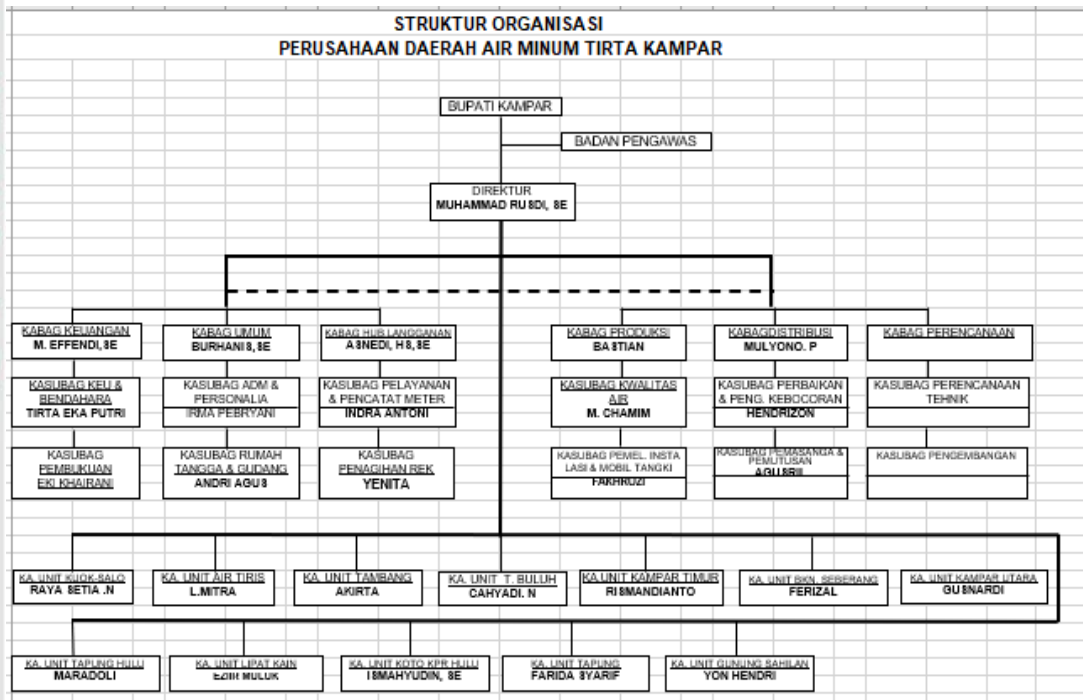 STRUKTUR ORGANISASI
PERUSAHAAN DAERAH AIR MINUM TIRTA KAMPAR
BUPATI KAMPAR
BADAN PENGAWAS
DIREKTUR
MUHAMMAD RUSDI, SE
KABAG KEUANGAN
M. EFFENDI, SE
KABAG UMUM
BURHANIS, SE
KABAG HUB LANGGANAN
ASNEDI, HS, SE
KABAG PRODUKSI
BASTIAN
KABAGDISTRIBUSI
MULYONO. P
KABAG PERENCANAAN
KASUBAG KEU &
BENDAHARA
TIRTA EKA PUTRI
KASUBAG ADM &
PERSONALIA
IRMA PEBRYANI
KASUBAG PELAYANAN
& PENCATAT METER
INDRA ANTONI
KASUBAG KWALITAS
AIR
M. CHAMIM
KASUBAG PERBAIKAN
& PENG. KEBOCORAN
HENDRIZON
KASUBAG PERENCANAAN
TEHNIK
KASUBAG
PEMBUKUAN
EKI KHAIRANI
KASUBAG RUMAH
TANGGA & GUDANG
ANDRI AGUS
KASUBAG
PENAGIHAN REK
YENITA
KASUBAG PEMEL. INSTA
LASI & MOBIL TANGKI
FAKHRUZI
KASUBAG PEMASANGA &
PEMUTUSAN
AGUSRIL
KASUBAG PENGEMBANGAN
KA. UNIT KUOK-SALO
RAYA SETIA .N
KA. UNIT AIR TIRIS
L.MITRA
KA. UNIT TAMBANG
AKIRTA
KA. UNIT T. BULUH
CAHYADI. N
KA.UNIT KAMPAR TIMUR
RISMANDIANTO
KA. UNIT BKN. SEBERANG
FERIZAL
KA. UNIT KAMPAR UTARA
GUSNARDI
KA. UNIT TAPUNG HULU
MARADOLI
KA. UNIT LIPAT KAIN
EZIIR MULUK
KA. UNIT KOTO KPR HULU
ISMAHYUDIN, SE
KA. UNIT TAPUNG
FARIDA SYARIF
KA. UNIT GUNUNG SAHILAN
YON HENDRI